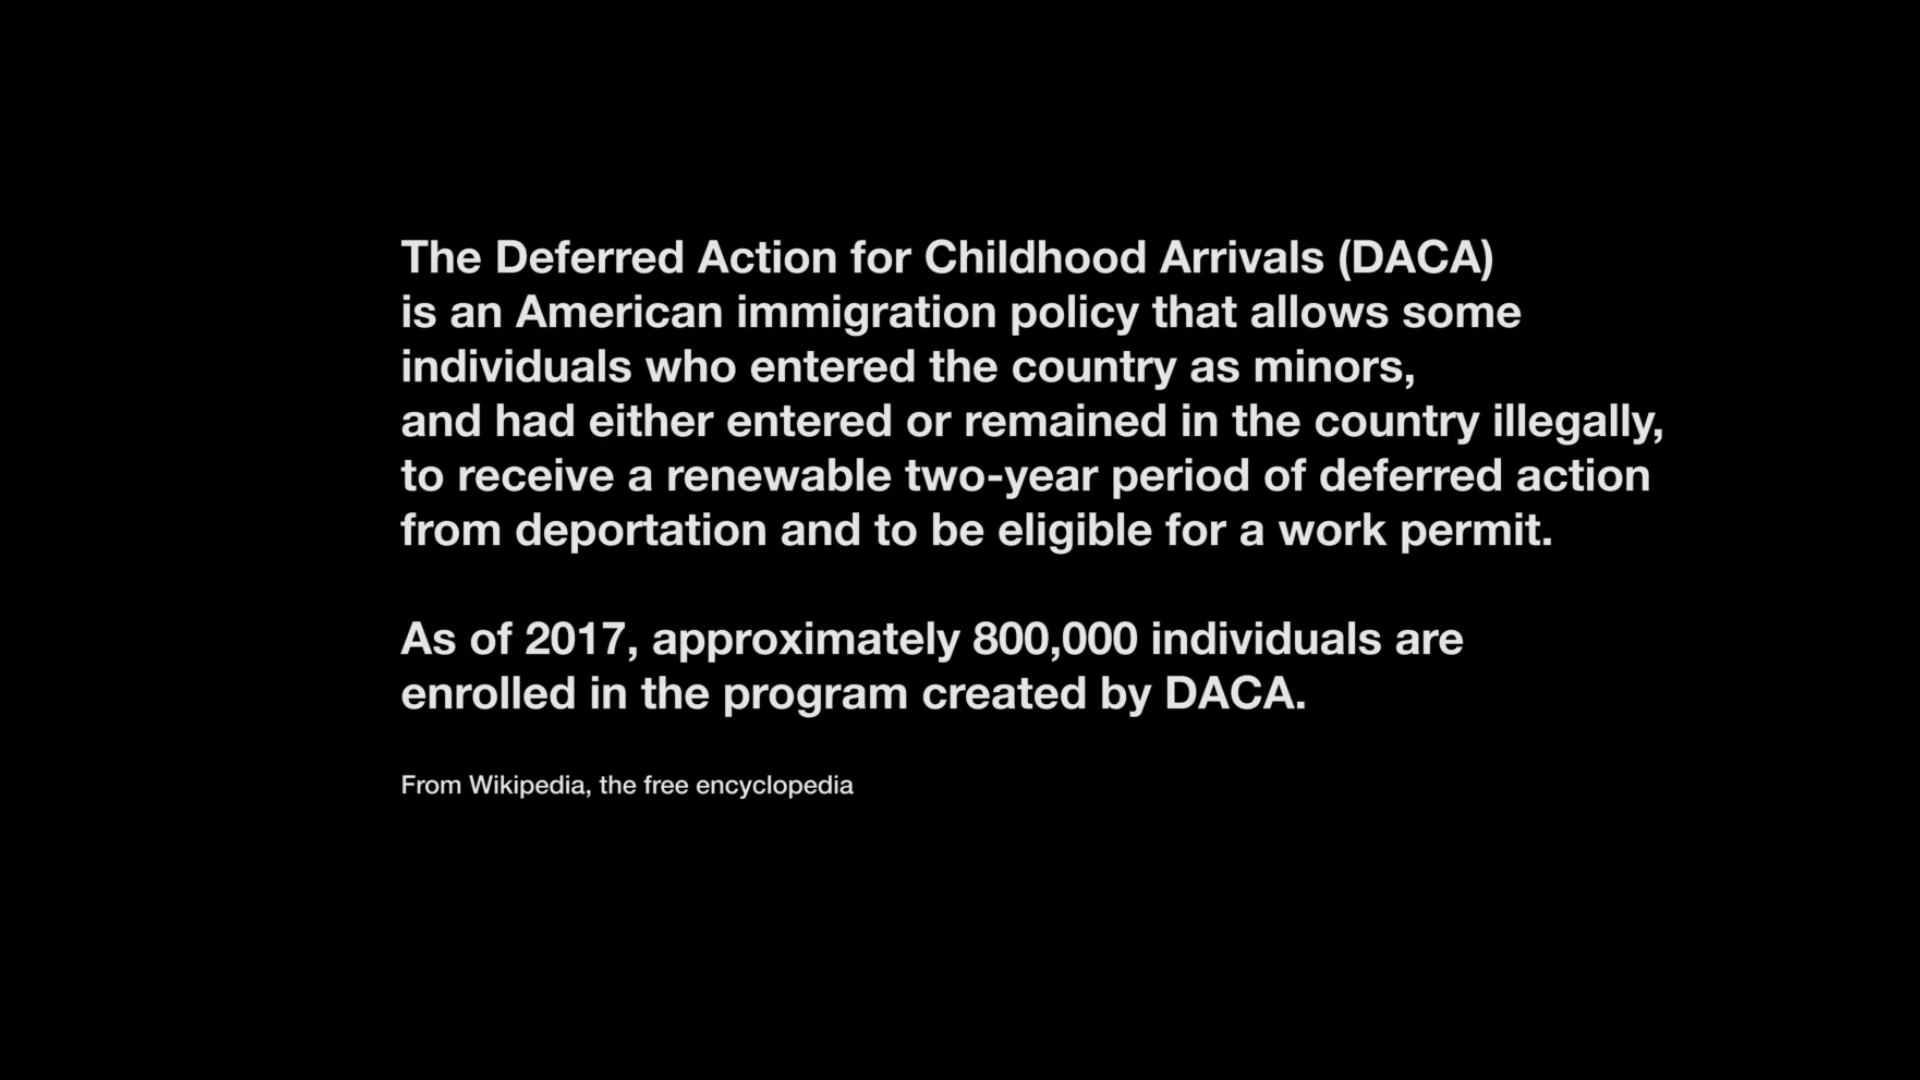 The Deferred Action for Childhood Arrivals (DACA)
is an American immigration policy that allows some
individuals who entered the country as minors,
and had either entered or remained in the country illegally,
to receive a renewable two-year period of deferred action
from deportation and to be eligible for a work permit.
As of 2017, approximately 800,000 individuals are
enrolled in the program created by DACA.
From Wikipedia, the free encyclopedia